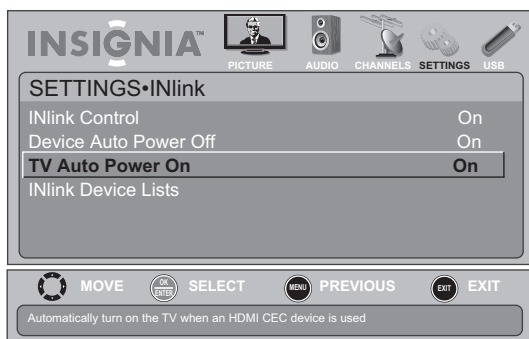 INSIGNIA™
PICTURE AUDIO CHANNELS SETTINGS USB
SETTINGS•INlink
INlink Control On
Device Auto Power Off On
TV Auto Power On On
INlink Device Lists
MOVE OK ENTER SELECT MENU PREVIOUS EXIT EXIT
Automatically turn on the TV when an HDMI CEC device is used